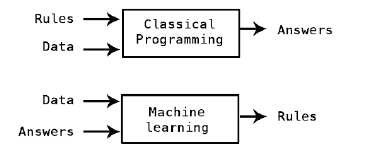 Rules
Data
Classical
Programming
Answers
Data
Answers
Machine
learning
Rules